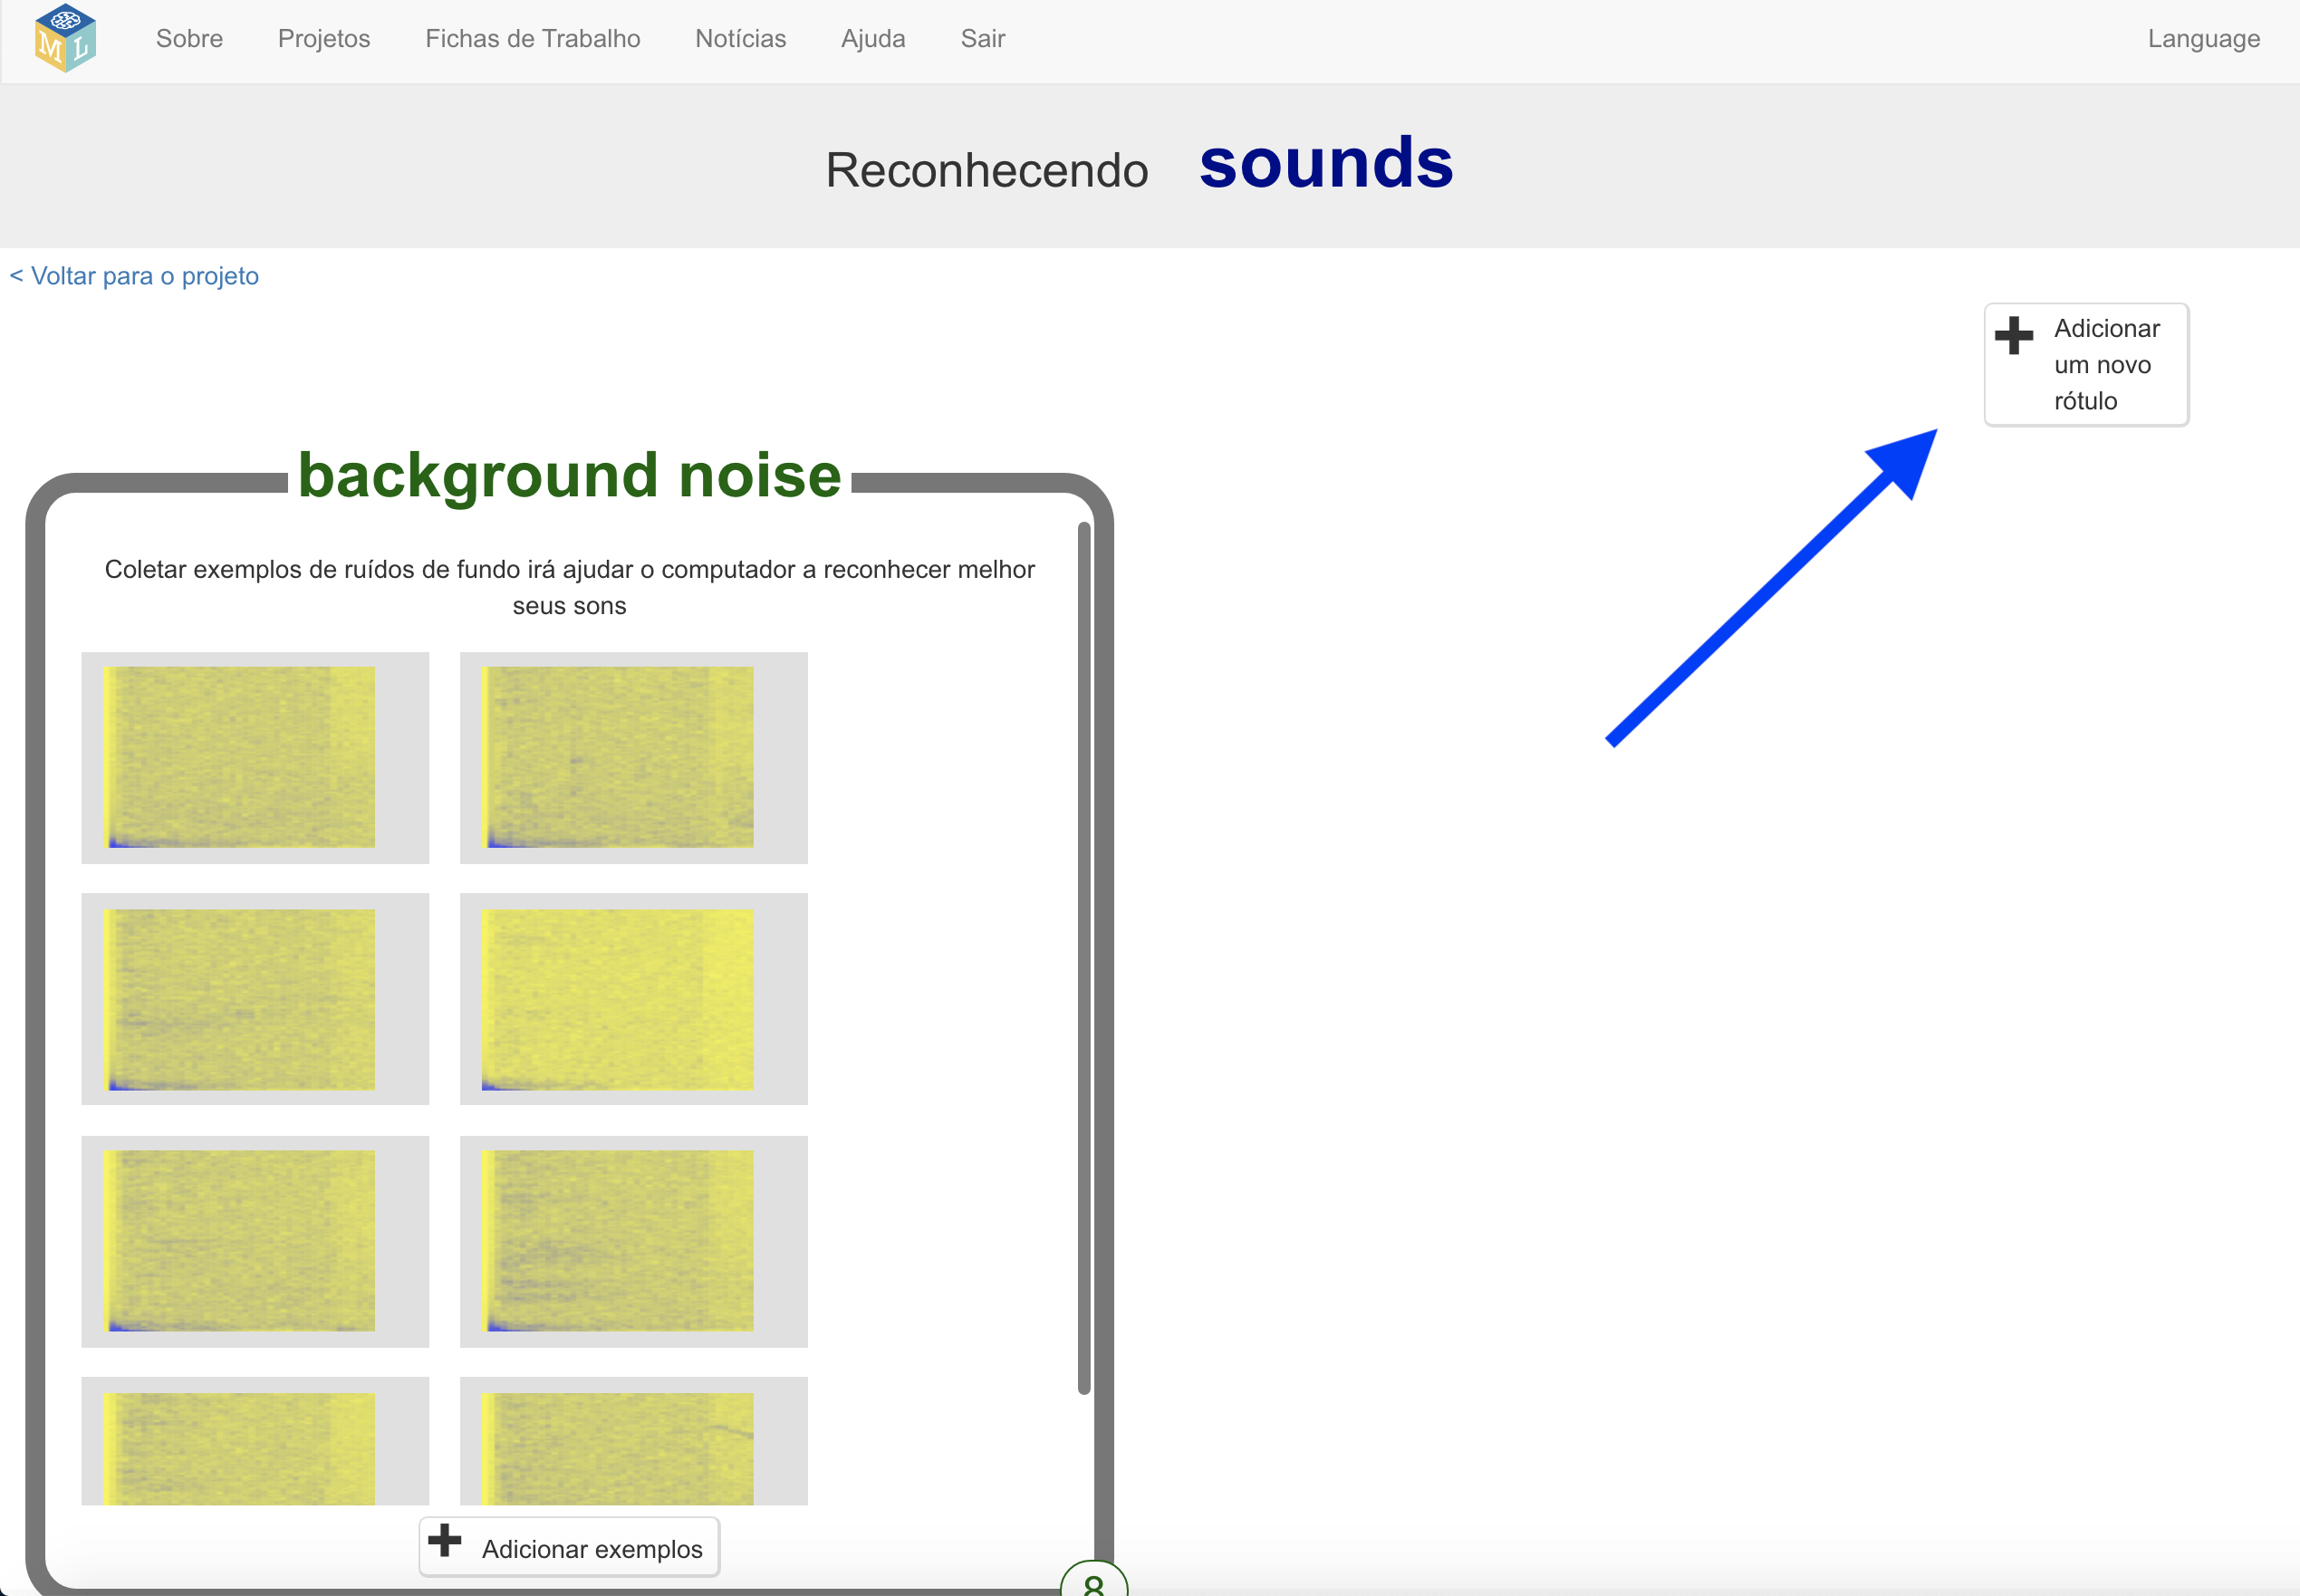 ML
Sobre
Projetos
Fichas de Trabalho
Notícias
Ajuda
Sair
Language
Reconhecendo sounds
< Voltar para o projeto
Adicionar
um novo
rótulo
background noise
Coletar exemplos de ruídos de fundo irá ajudar o computador a reconhecer melhor
seus sons
Adicionar exemplos
8